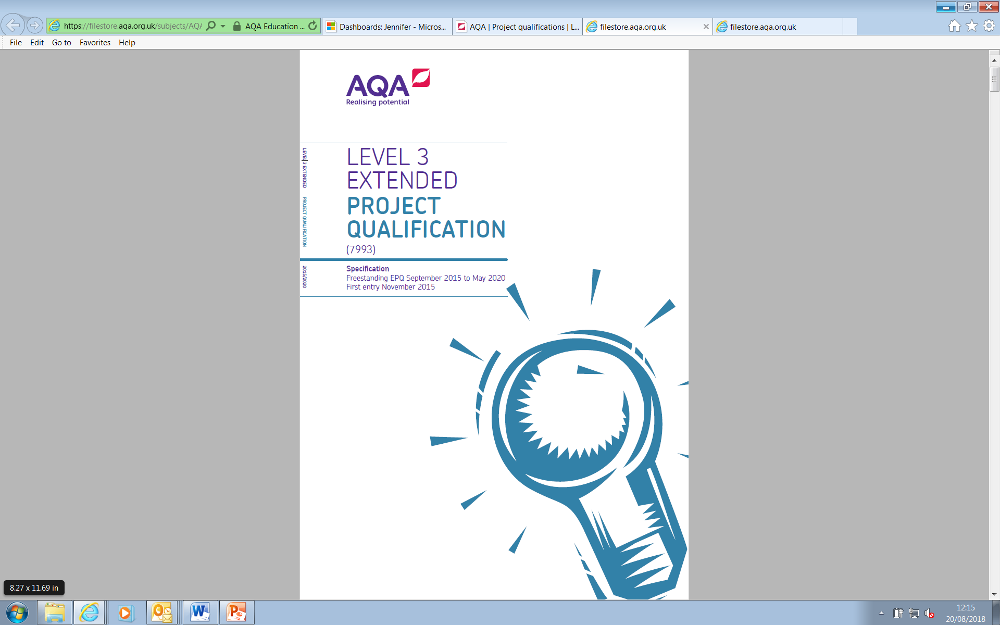 https://filestore.aqa.org.uk/subjects/AQA
AQA Education ...
Dashboards: Jennifer - Micros...
AQA | Project qualifications | L...
filestore.aqa.org.uk
filestore.aqa.org.uk
File Edit Go to Favorites Help
AQA
Realising potential
LEVEL 3 EXTENDED
PROJECT QUALIFICATION
2015/2020
LEVEL 3
EXTENDED
PROJECT
QUALIFICATION
(7993)
Specification
Freestanding EPQ September 2015 to May 2020
First entry November 2015
8.27 x 11.69 in
12:15
20/08/2018